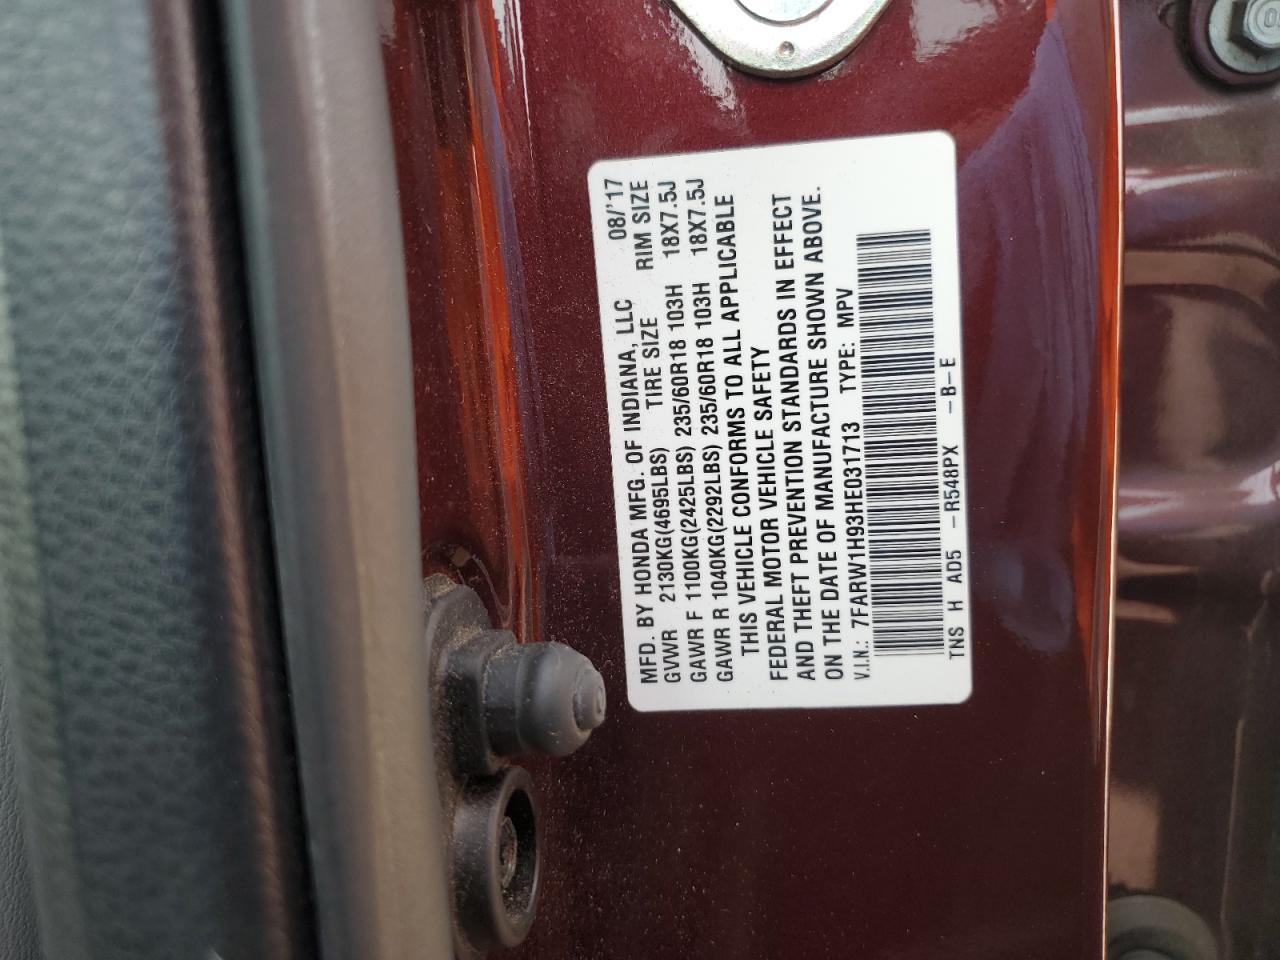 MFD. BY HONDA MFG. OF INDIANA, LLC 08/'17
GVWR 2130KG(4695LBS) TIRE SIZE RIM SIZE
GAWR F 1100KG(2425LBS) 235/60R18 103H 18X7.5J
GAWR R 1040KG(2292LBS) 235/60R18 103H 18X7.5J
THIS VEHICLE CONFORMS TO ALL APPLICABLE
FEDERAL MOTOR VEHICLE SAFETY
AND THEFT PREVENTION STANDARDS IN EFFECT
ON THE DATE OF MANUFACTURE SHOWN ABOVE.
V.I.N.: 7FARW1H93HE031713 TYPE: MPV
TNS H AD5 -R548PX -B-E